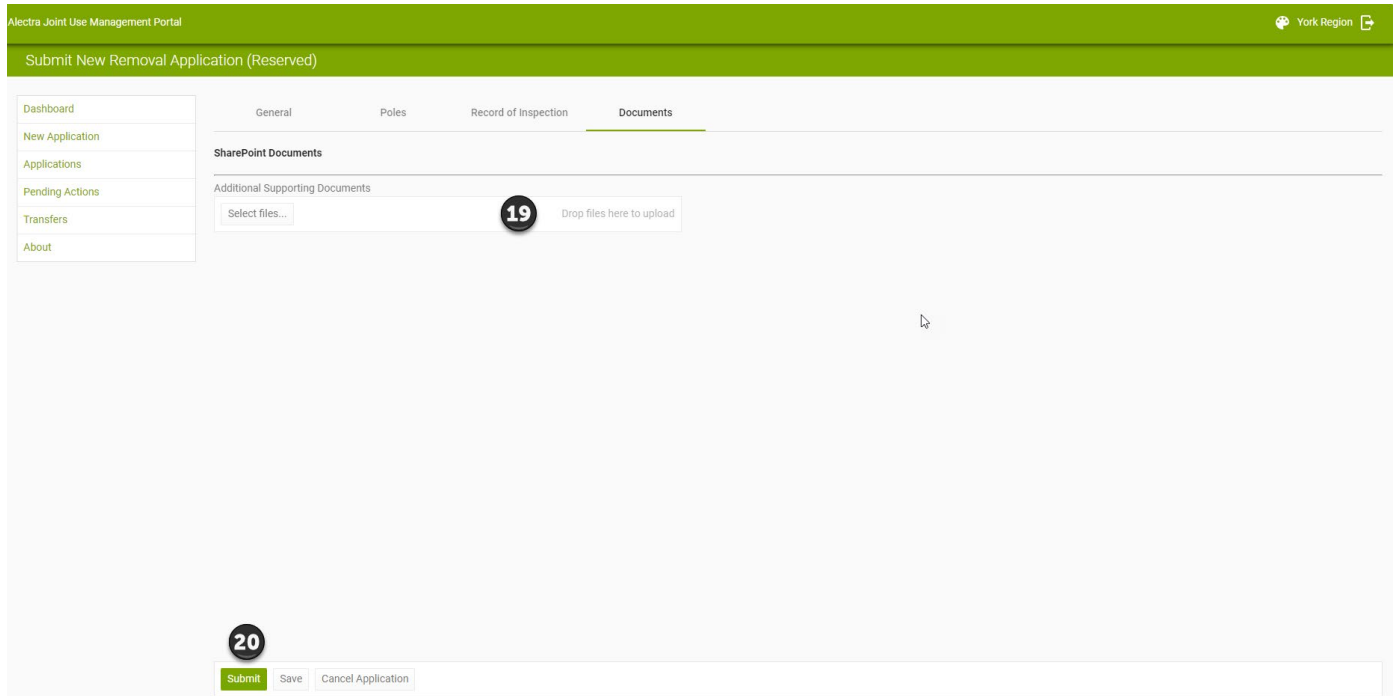 Alectra Joint Use Management Portal
York Region
Submit New Removal Application (Reserved)
Dashboard
New Application
Applications
Pending Actions
Transfers
About
General Poles Record of Inspection Documents
SharePoint Documents
Additional Supporting Documents
Select files... 19 Drop files here to upload
20
Submit Save Cancel Application